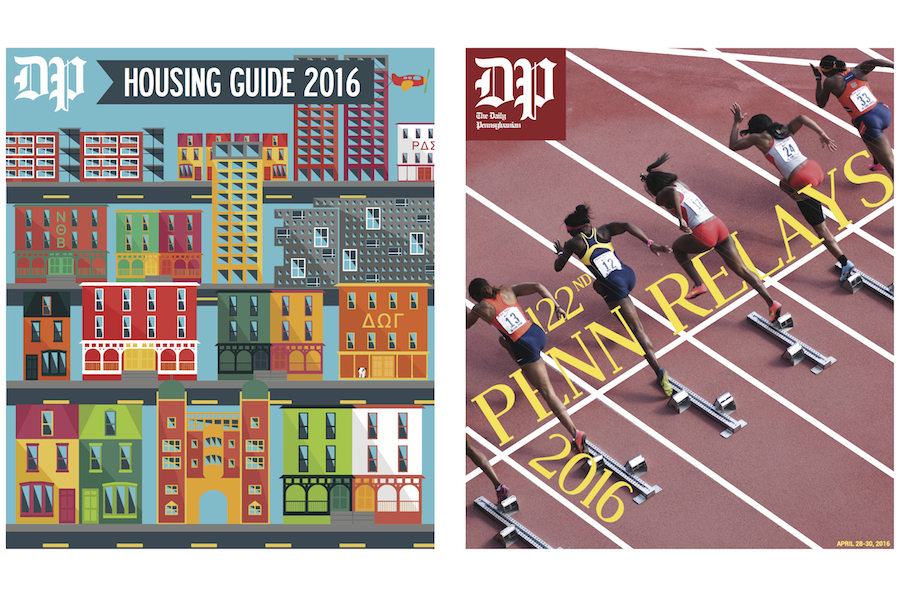 DP
HOUSING GUIDE 2016
ΡΔΣ
Ν
Θ
Β
ΔΩΓ
DP
The Daily
Pennsylvanian
33
24
12
13
122ND
PENN RELAYS
2016
APRIL 28-30, 2016